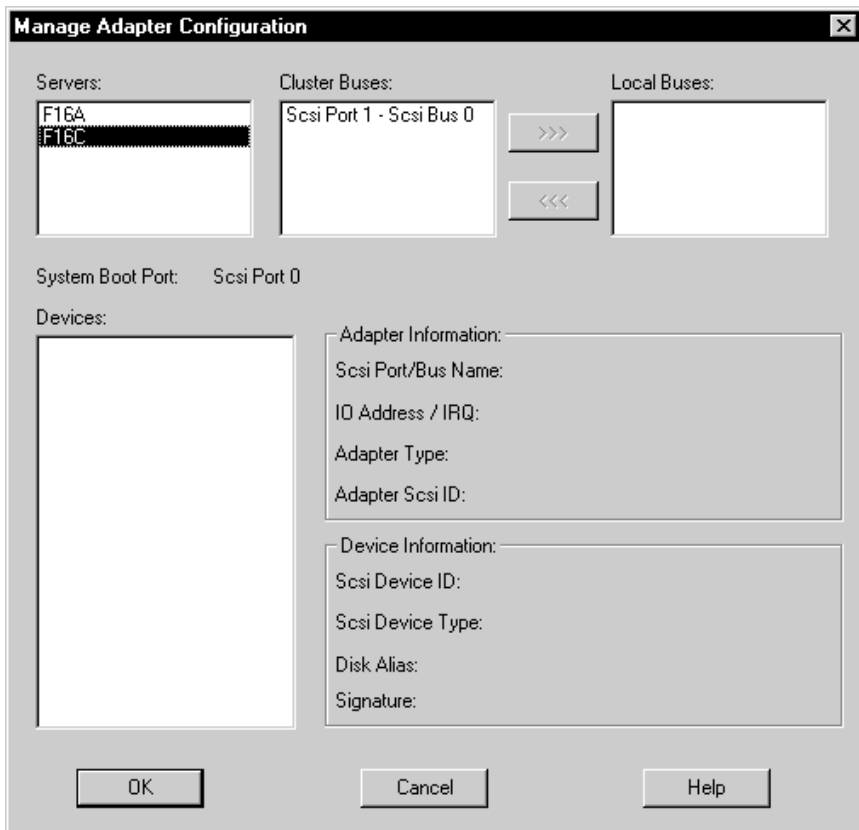 Manage Adapter Configuration
Servers:
Cluster Buses:
Local Buses:
F16A
F16C
Scsi Port 1 - Scsi Bus 0
>>>
<<<
System Boot Port: Scsi Port 0
Devices:
Adapter Information:
Scsi Port/Bus Name:
IO Address / IRQ:
Adapter Type:
Adapter Scsi ID:
Device Information:
Scsi Device ID:
Scsi Device Type:
Disk Alias:
Signature:
OK
Cancel
Help